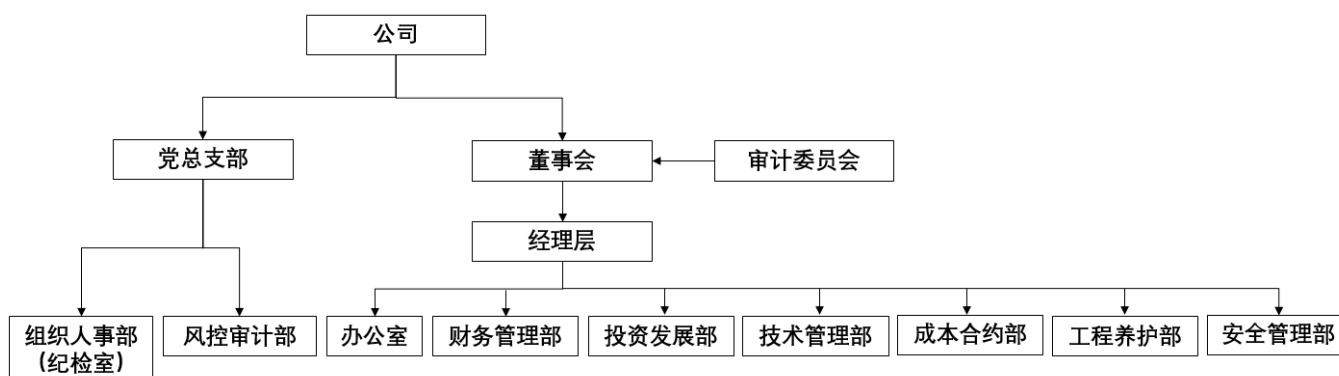 公司
党总支部
董事会
审计委员会
经理层
组织人事部
(纪检室)
风控审计部
办公室
财务管理部
投资发展部
技术管理部
成本合约部
工程养护部
安全管理部